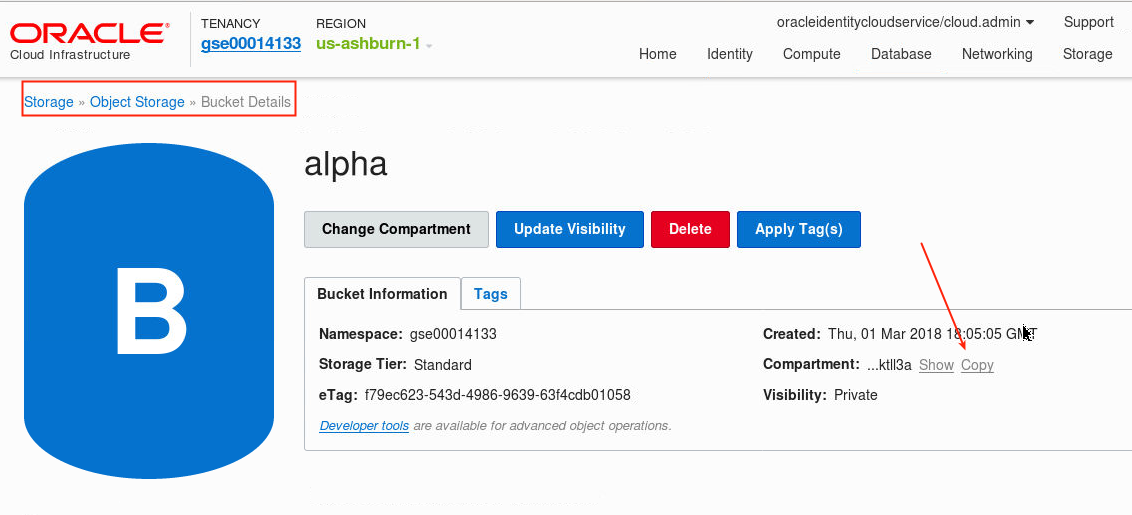 ORACLE®
Cloud Infrastructure
TENANCY
gse00014133
REGION
us-ashburn-1
oracleidentitycloudservice/cloud.admin
Support
Home Identity Compute Database Networking Storage
Storage » Object Storage » Bucket Details
B
alpha
Change Compartment Update Visibility Delete Apply Tag(s)
Bucket Information Tags
Namespace: gse00014133
Storage Tier: Standard
eTag: f79ec623-543d-4986-9639-63f4cdb01058
Developer tools are available for advanced object operations.
Created: Thu, 01 Mar 2018 18:05:05 GMT
Compartment: ...ktll3a Show Copy
Visibility: Private